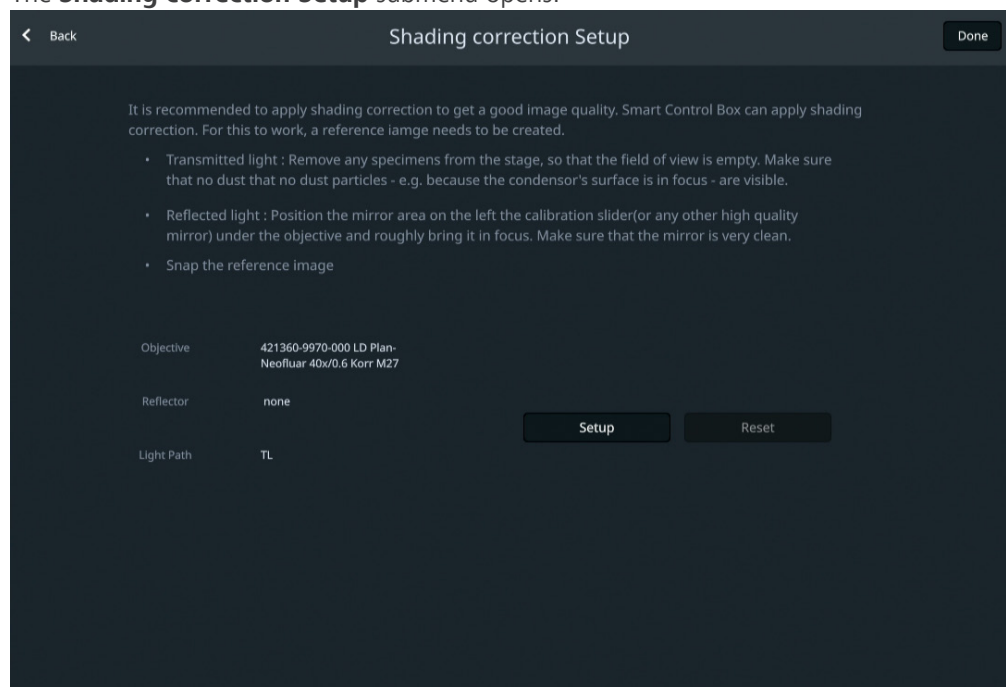 The Shading correction Setup submenu opens.
Back
Shading correction Setup
Done
It is recommended to apply shading correction to get a good image quality. Smart Control Box can apply shading
correction. For this to work, a reference iamge needs to be created.
• Transmitted light : Remove any specimens from the stage, so that the field of view is empty. Make sure
that no dust that no dust particles - e.g. because the condensor's surface is in focus - are visible.
• Reflected light : Position the mirror area on the left the calibration slider(or any other high quality
mirror) under the objective and roughly bring it in focus. Make sure that the mirror is very clean.
• Snap the reference image
Objective
421360-9970-000 LD Plan-
Neofluar 40x/0.6 Korr M27
Reflector
none
Setup
Reset
Light Path
TL